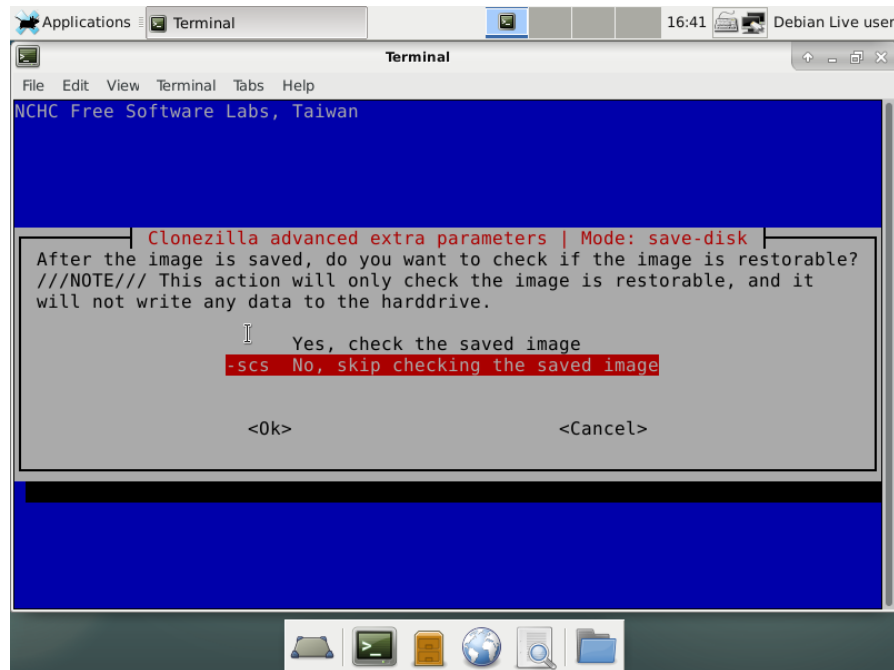 Applications
Terminal
16:41
Debian Live user
Terminal
File Edit View Terminal Tabs Help
NCHC Free Software Labs, Taiwan
Clonezilla advanced extra parameters | Mode: save-disk
After the image is saved, do you want to check if the image is restorable?
///NOTE/// This action will only check the image is restorable, and it
will not write any data to the harddrive.
Yes, check the saved image
-scs No, skip checking the saved image
<Ok> <Cancel>